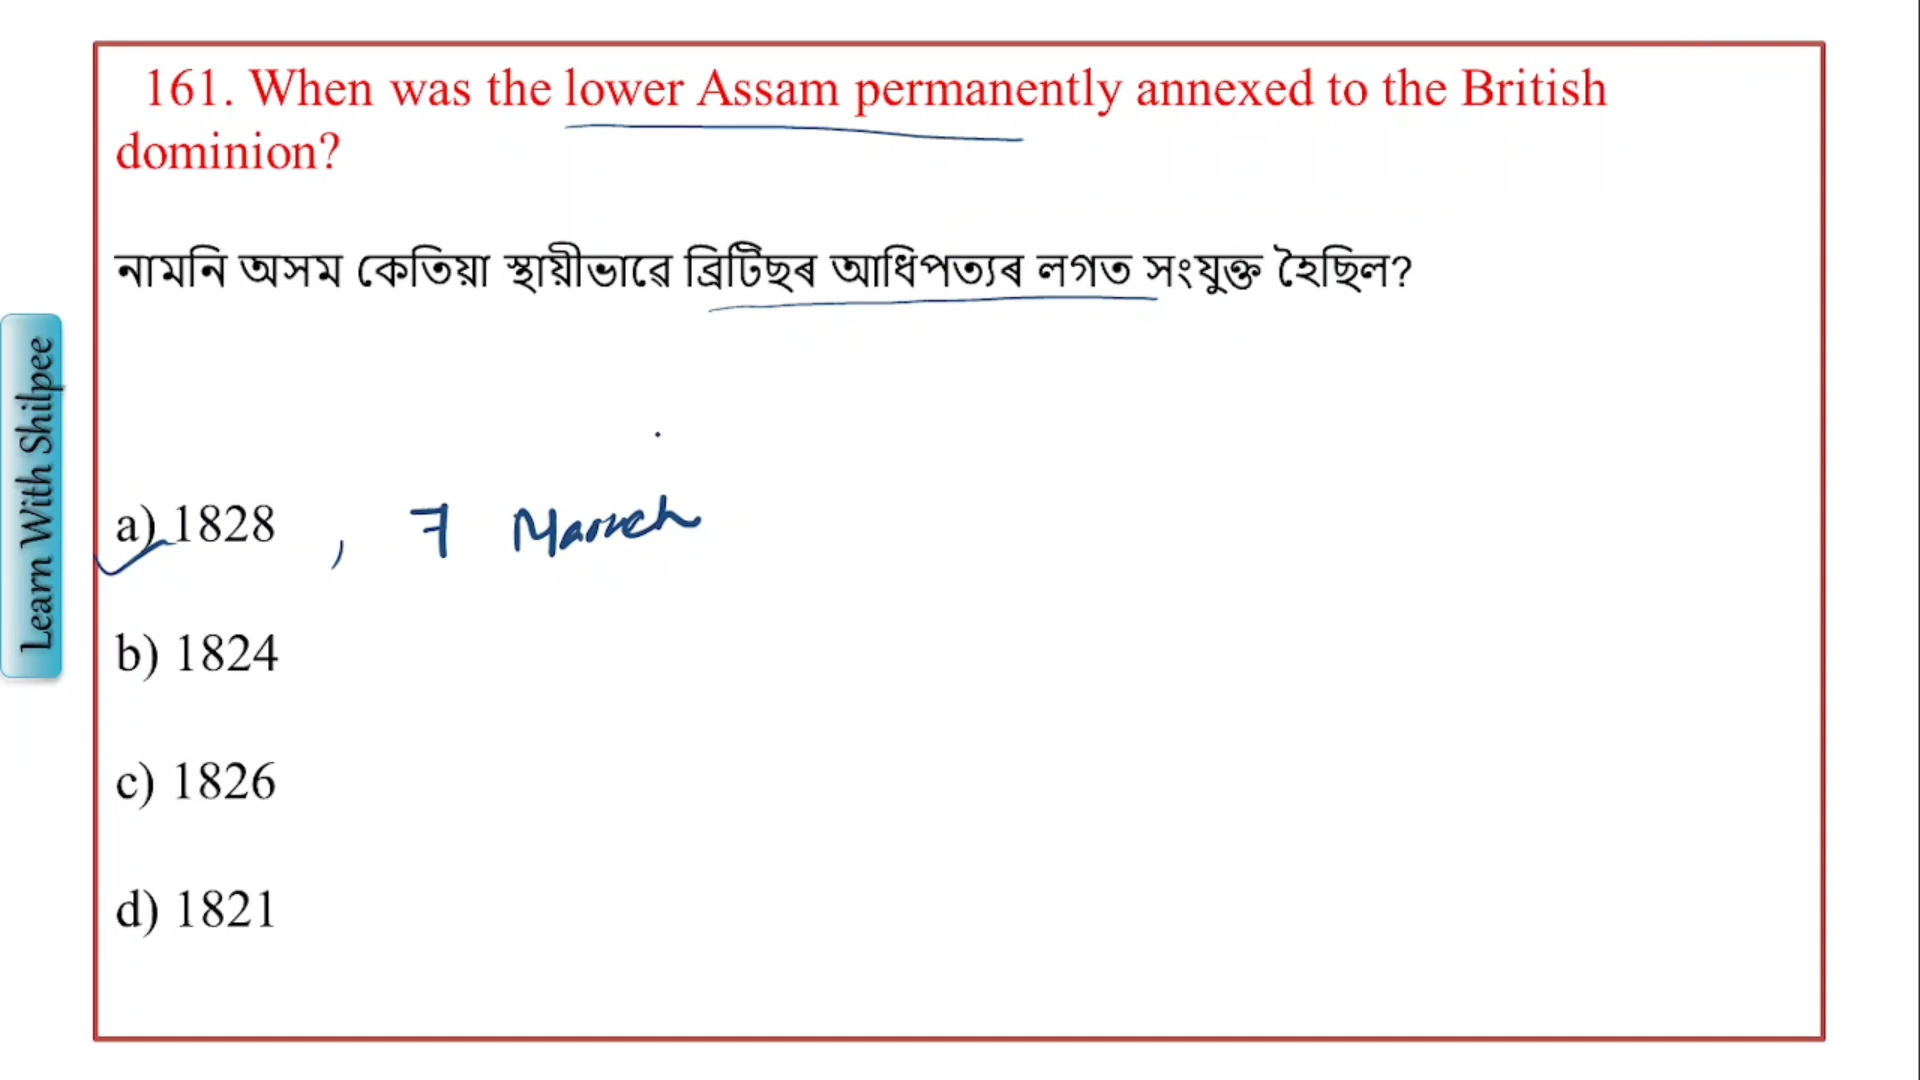 161. When was the lower Assam permanently annexed to the British
dominion?
নামনি অসম কেতিয়া স্থায়ীভাৱে ব্ৰিটিছৰ আধিপত্যৰ লগত সংযুক্ত হৈছিল?
Learn With Shilpee
a) 1828 , 7 March
b) 1824
c) 1826
d) 1821